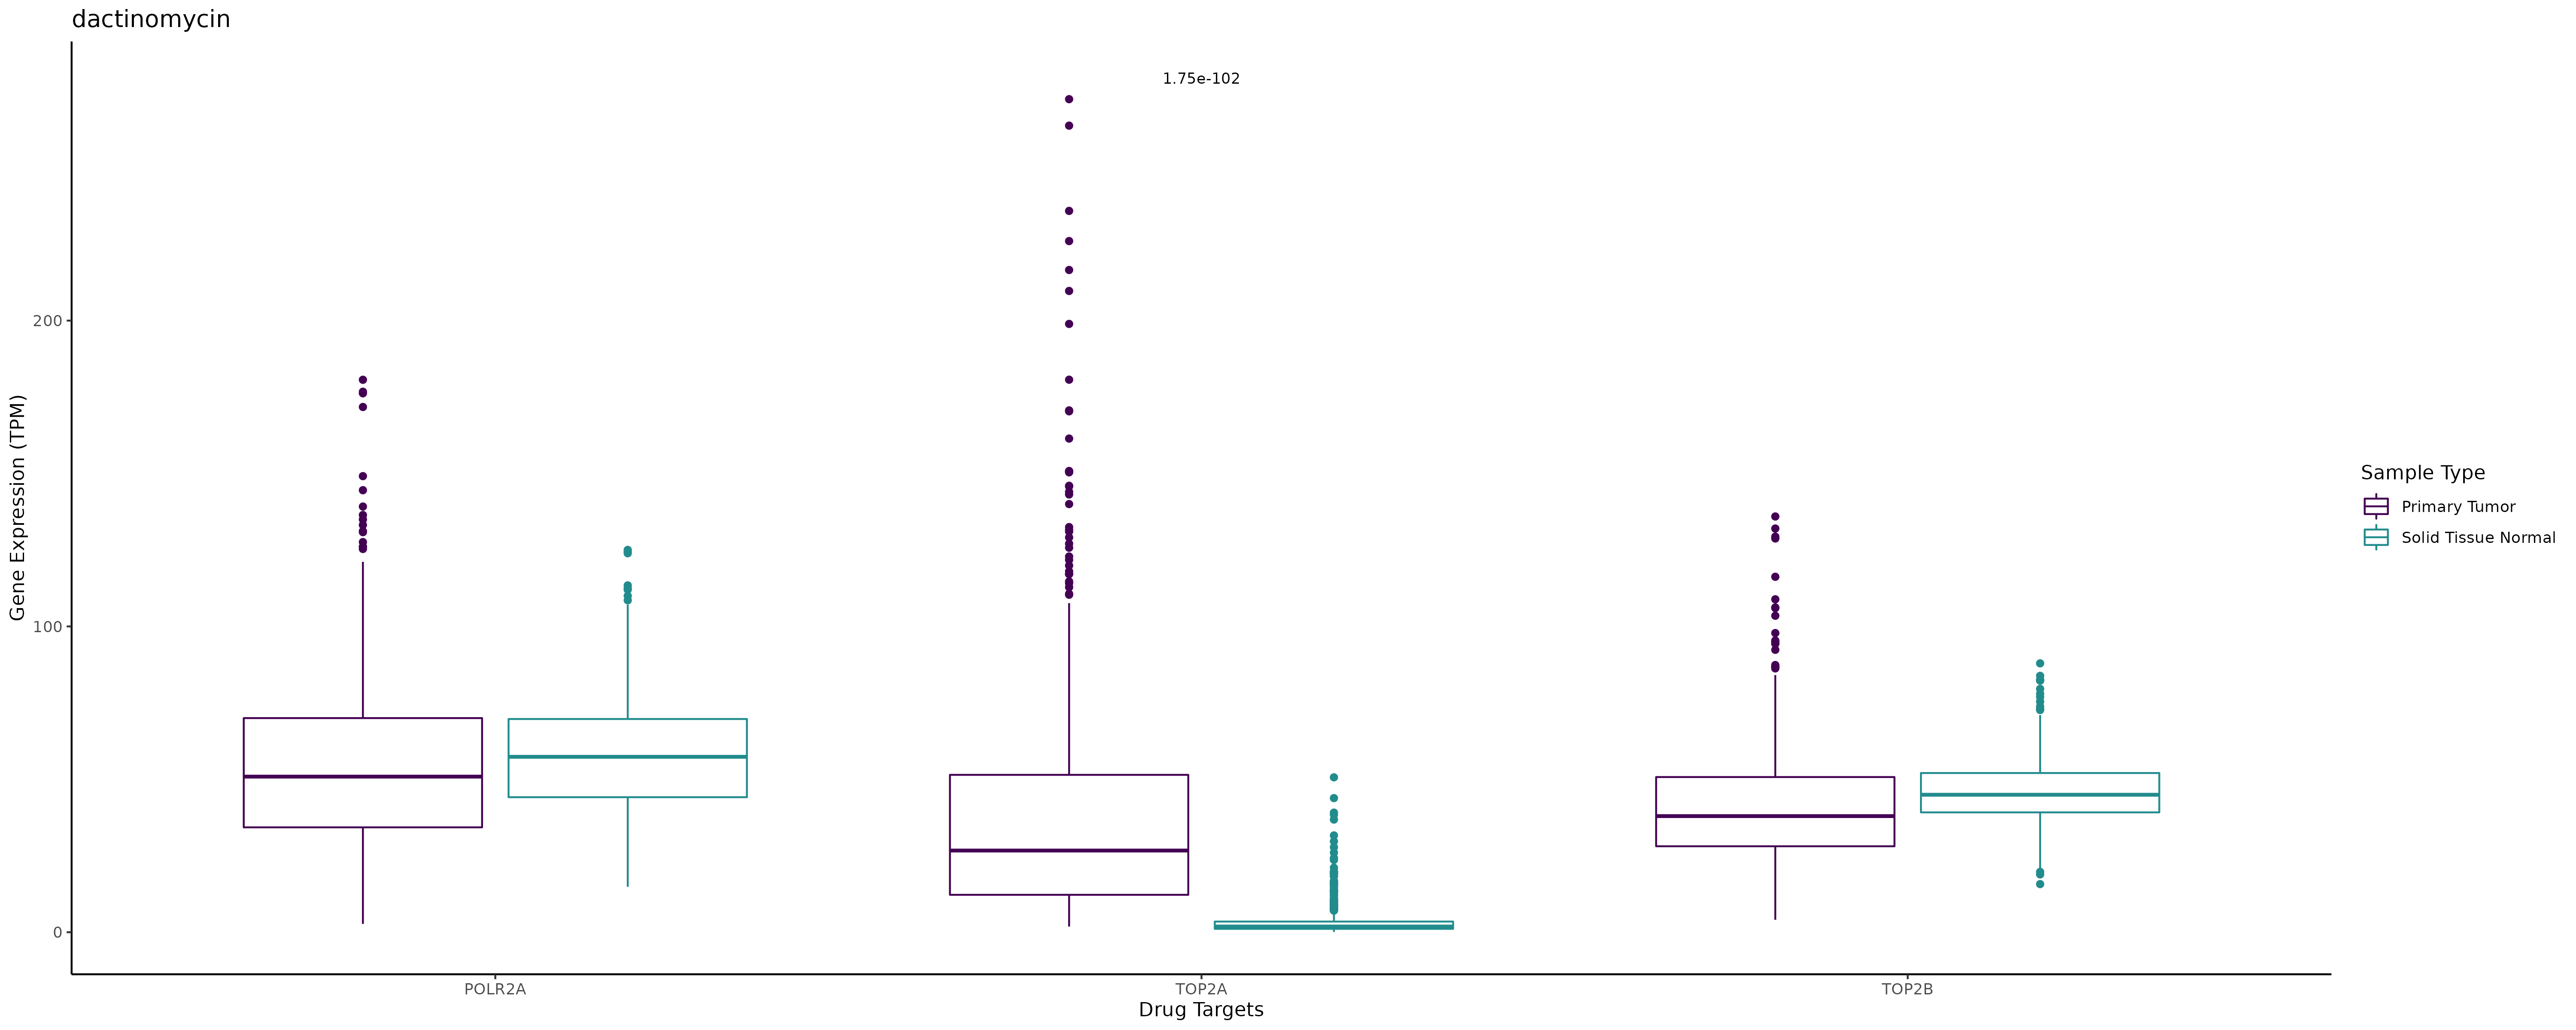 dactinomycin
1.75e-102
Gene Expression (TPM)
200
100
0
POLR2A
TOP2A
TOP2B
Drug Targets
Sample Type
Primary Tumor
Solid Tissue Normal